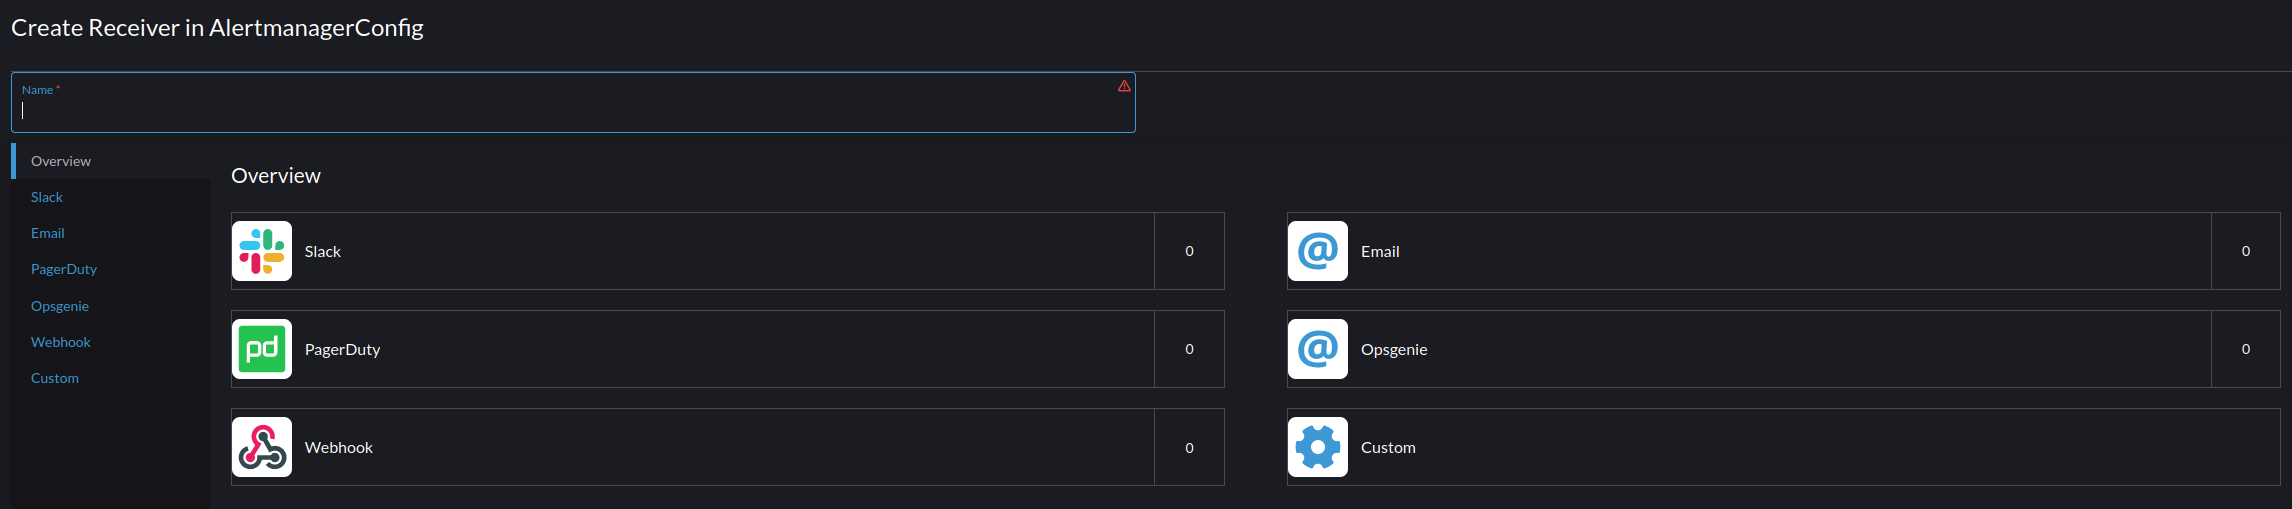 Create Receiver in AlertmanagerConfig
Name *
Overview
Slack
Email
PagerDuty
Opsgenie
Webhook
Custom
Overview
Slack 0
@ Email 0
pd PagerDuty 0
@ Opsgenie 0
Webhook 0
Custom